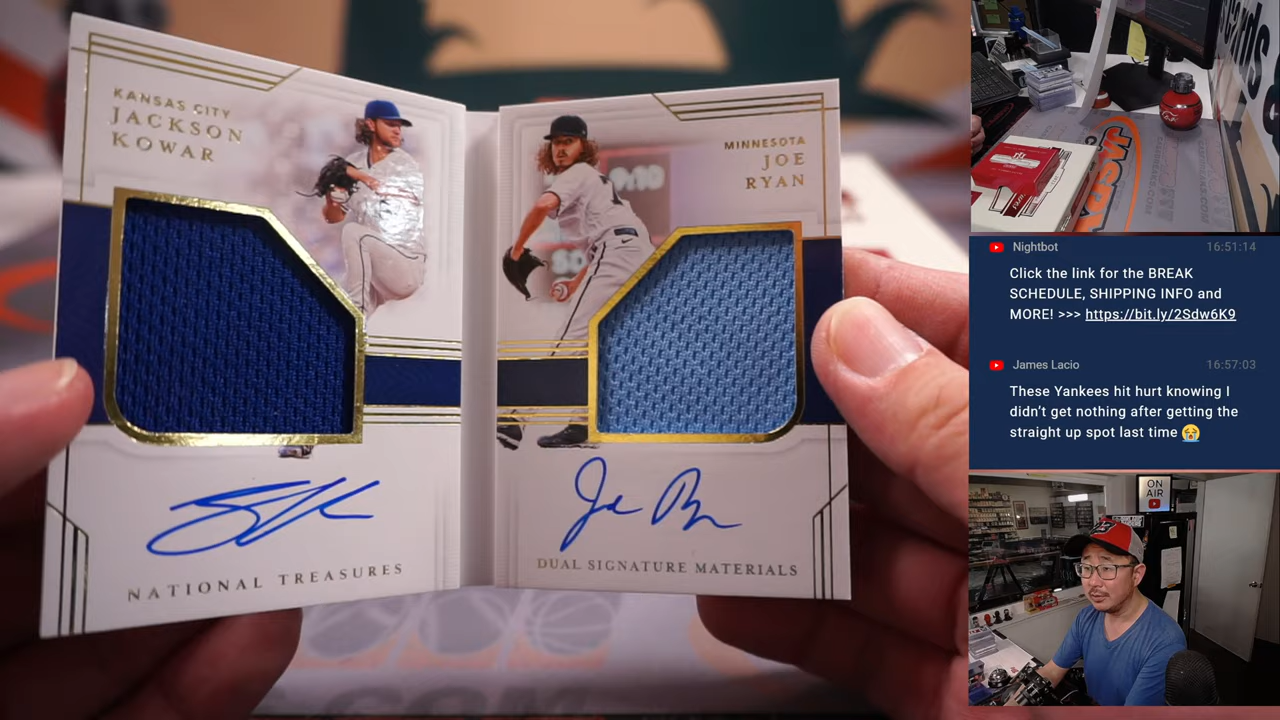 KANSAS CITY
JACKSON
KOWAR
MINNESOTA
JOE
RYAN
NATIONAL TREASURES
DUAL SIGNATURE MATERIALS
Nightbot 16:51:14
Click the link for the BREAK
SCHEDULE, SHIPPING INFO and
MORE! >>> https://bit.ly/2Sdw6K9
James Lacio 16:57:03
These Yankees hit hurt knowing I
didn't get nothing after getting the
straight up spot last time 😭
ON
AIR
JASPY